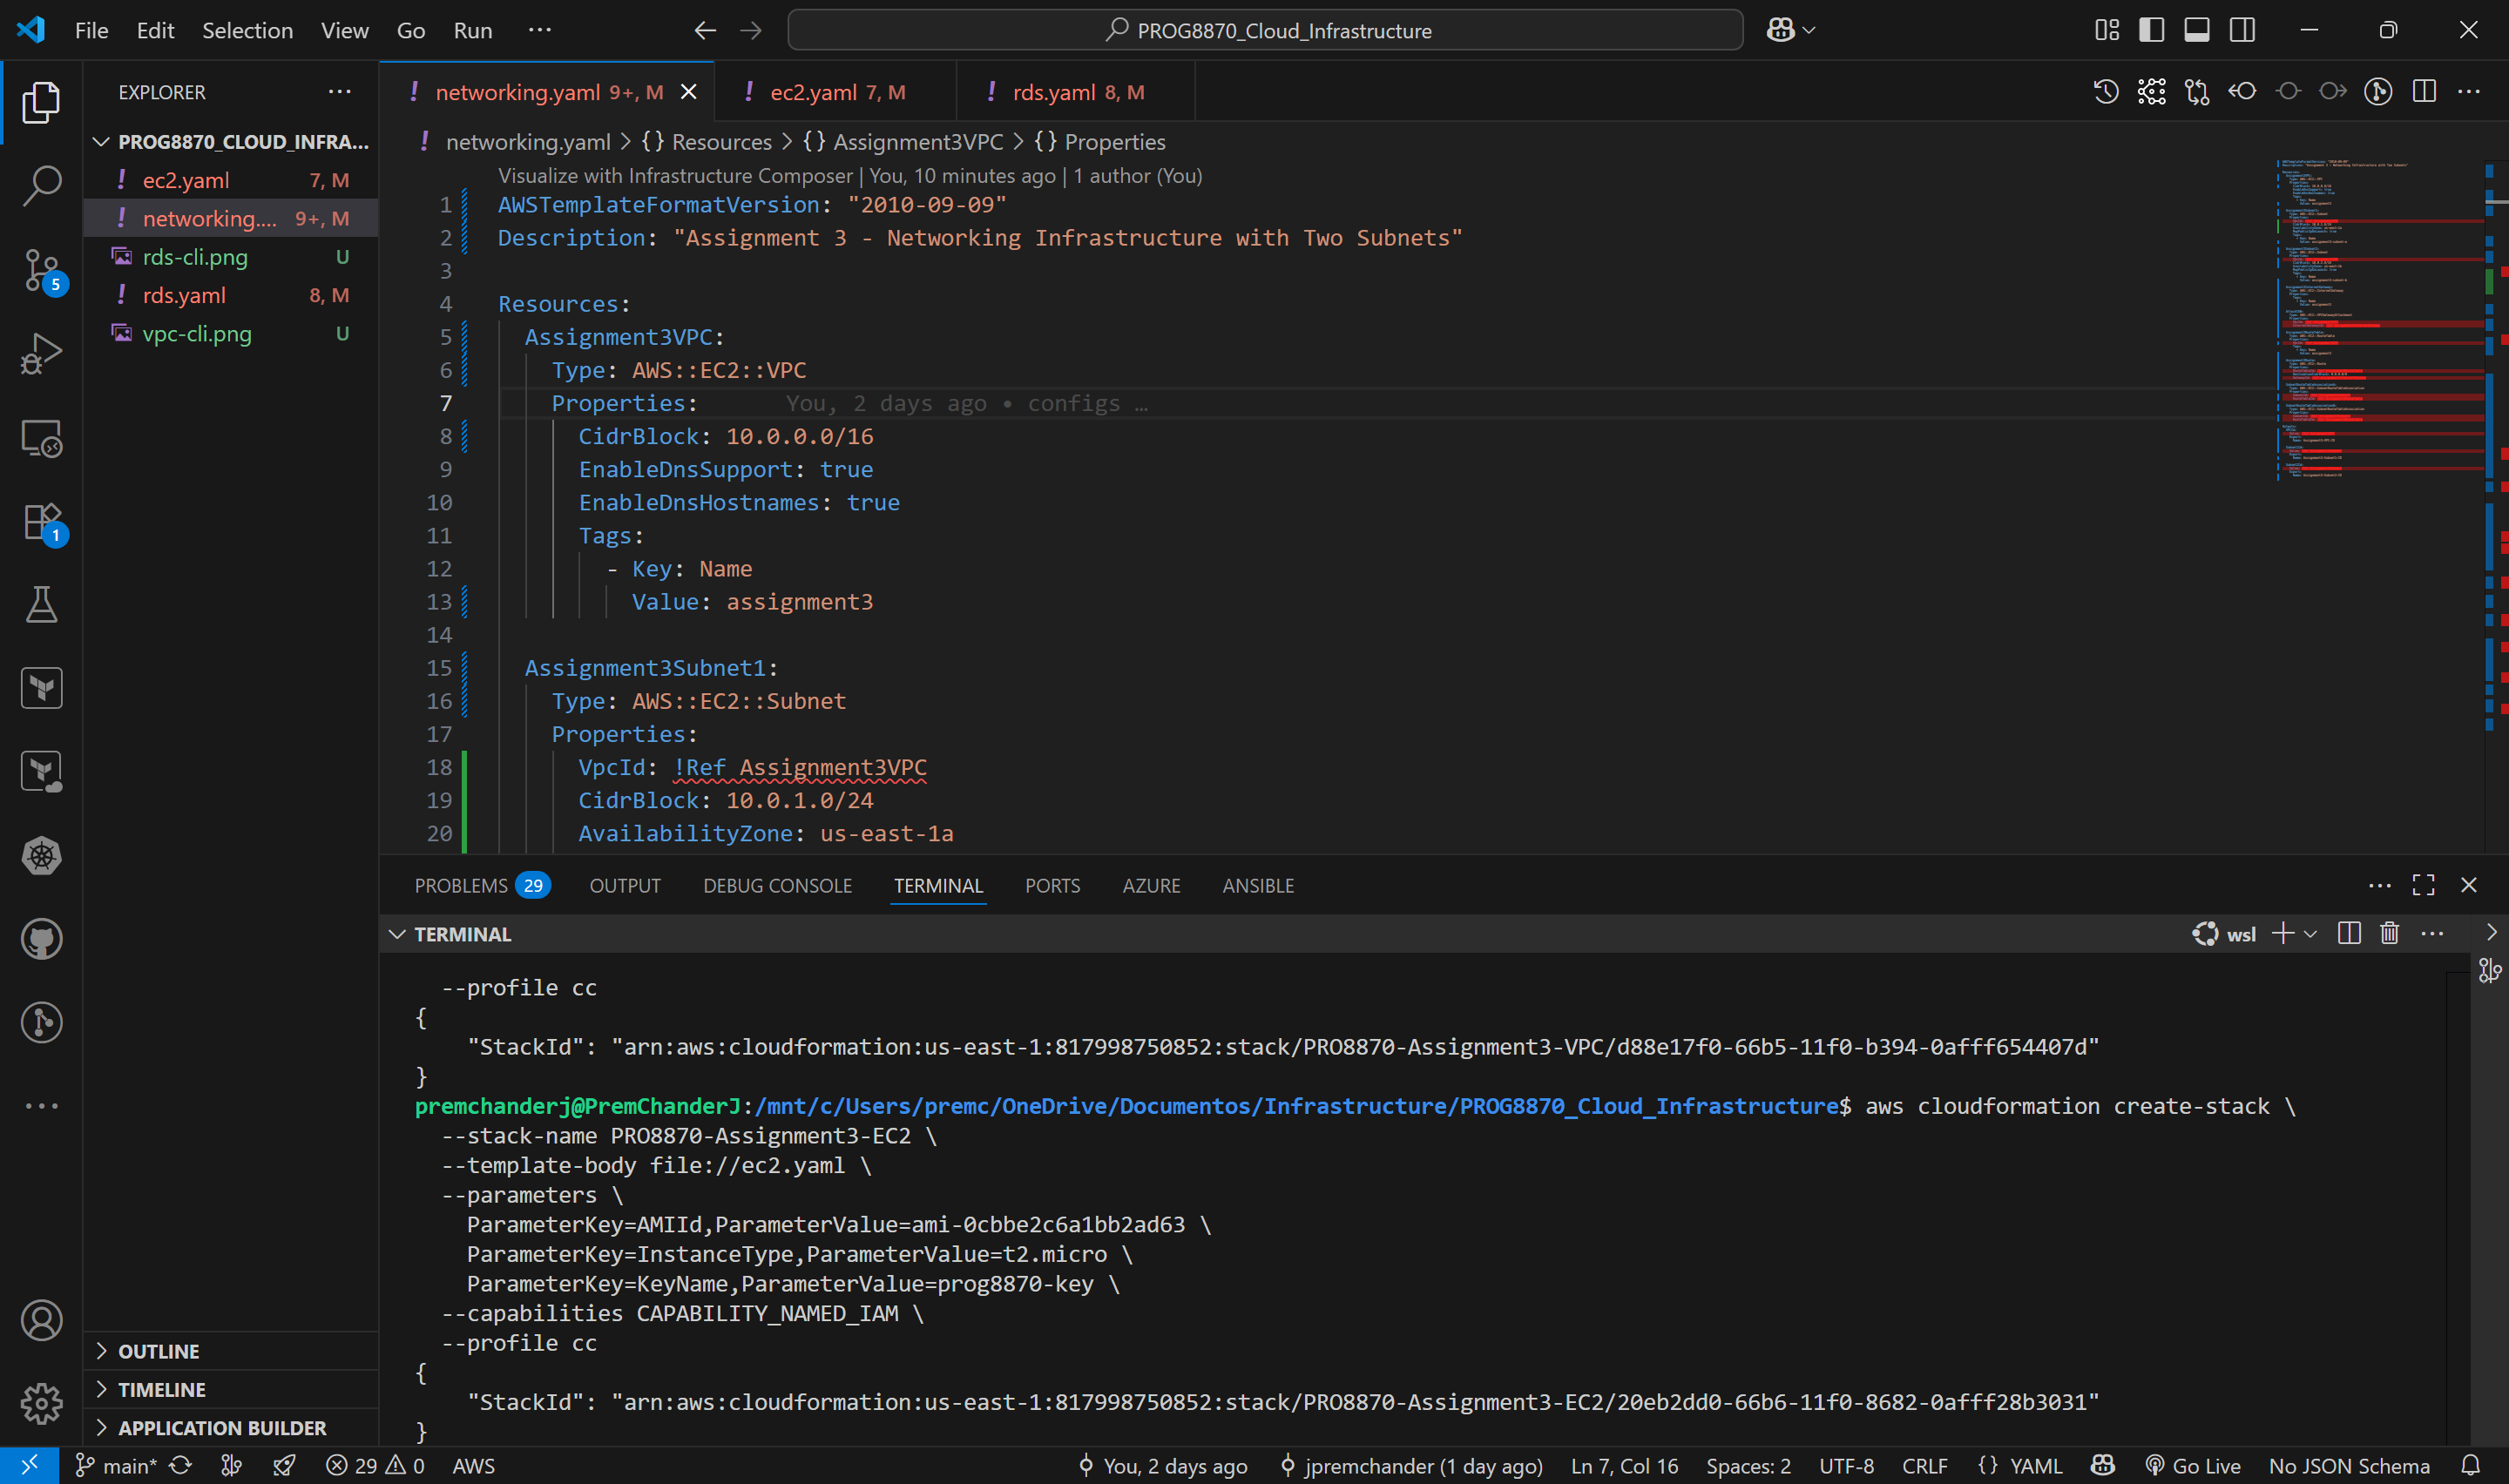 File Edit Selection View Go Run ···
PROG8870_Cloud_Infrastructure
EXPLORER
PROG8870_CLOUD_INFRA...
ec2.yaml 7, M
networking.... 9+, M
rds-cli.png U
rds.yaml 8, M
vpc-cli.png U
5
1
OUTLINE
TIMELINE
APPLICATION BUILDER
networking.yaml 9+, M
ec2.yaml 7, M
rds.yaml 8, M
networking.yaml > {} Resources > {} Assignment3VPC > {} Properties
Visualize with Infrastructure Composer | You, 10 minutes ago | 1 author (You)
1 AWSTemplateFormatVersion: "2010-09-09"
2 Description: "Assignment 3 - Networking Infrastructure with Two Subnets"
3
4 Resources:
5 Assignment3VPC:
6 Type: AWS::EC2::VPC
7 Properties: You, 2 days ago • configs …
8 CidrBlock: 10.0.0.0/16
9 EnableDnsSupport: true
10 EnableDnsHostnames: true
11 Tags:
12 - Key: Name
13 Value: assignment3
14
15 Assignment3Subnet1:
16 Type: AWS::EC2::Subnet
17 Properties:
18 VpcId: !Ref Assignment3VPC
19 CidrBlock: 10.0.1.0/24
20 AvailabilityZone: us-east-1a
PROBLEMS 29 OUTPUT DEBUG CONSOLE TERMINAL PORTS AZURE ANSIBLE
TERMINAL
wsl
--profile cc
{
"StackId": "arn:aws:cloudformation:us-east-1:817998750852:stack/PRO8870-Assignment3-VPC/d88e17f0-66b5-11f0-b394-0afff654407d"
}
premchanderj@PremChanderJ:/mnt/c/Users/premc/OneDrive/Documentos/Infrastructure/PROG8870_Cloud_Infrastructure$ aws cloudformation create-stack \
--stack-name PRO8870-Assignment3-EC2 \
--template-body file://ec2.yaml \
--parameters \
ParameterKey=AMIId,ParameterValue=ami-0cbbe2c6a1bb2ad63 \
ParameterKey=InstanceType,ParameterValue=t2.micro \
ParameterKey=KeyName,ParameterValue=prog8870-key \
--capabilities CAPABILITY_NAMED_IAM \
--profile cc
{
"StackId": "arn:aws:cloudformation:us-east-1:817998750852:stack/PRO8870-Assignment3-EC2/20eb2dd0-66b6-11f0-8682-0afff28b3031"
}
main* 29 0 AWS You, 2 days ago jpremchander (1 day ago) Ln 7, Col 16 Spaces: 2 UTF-8 CRLF {} YAML Go Live No JSON Schema